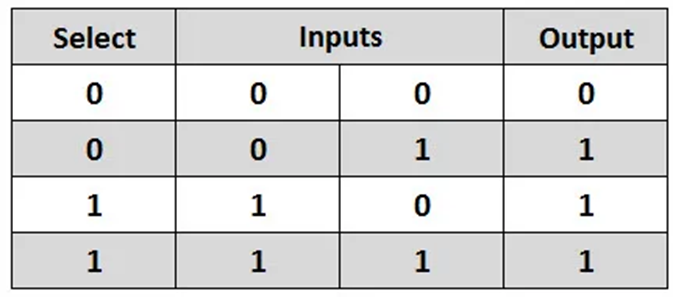 Select Inputs Output
0 0 0 0
0 0 1 1
1 1 0 1
1 1 1 1